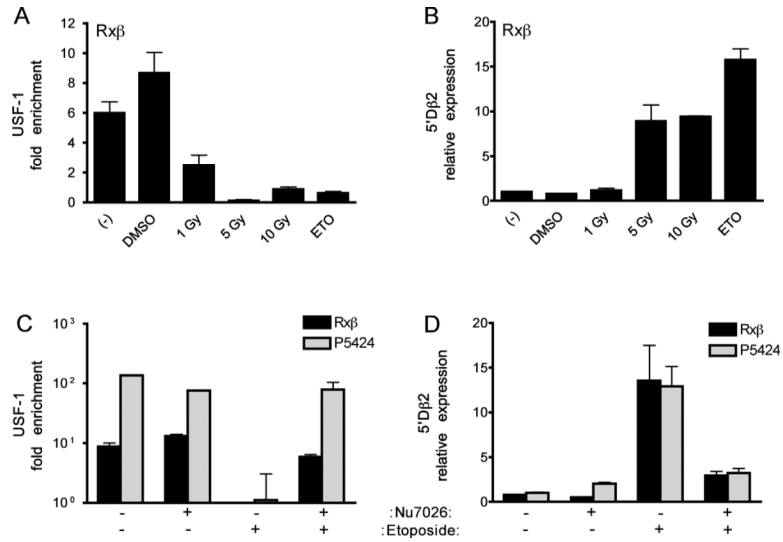 A
Rxβ
USF-1
fold enrichment
12
10
8
6
4
2
0
(-)
DMSO
1 Gy
5 Gy
10 Gy
ETO
B
Rxβ
5'Dβ2
relative expression
20
15
10
5
0
(-)
DMSO
1 Gy
5 Gy
10 Gy
ETO
C
Rxβ
P5424
USF-1
fold enrichment
10³
10²
10¹
10⁰
- + - +
- - + +
:Nu7026:
:Etoposide:
D
Rxβ
P5424
5'Dβ2
relative expression
20
15
10
5
0
- + - +
- - + +